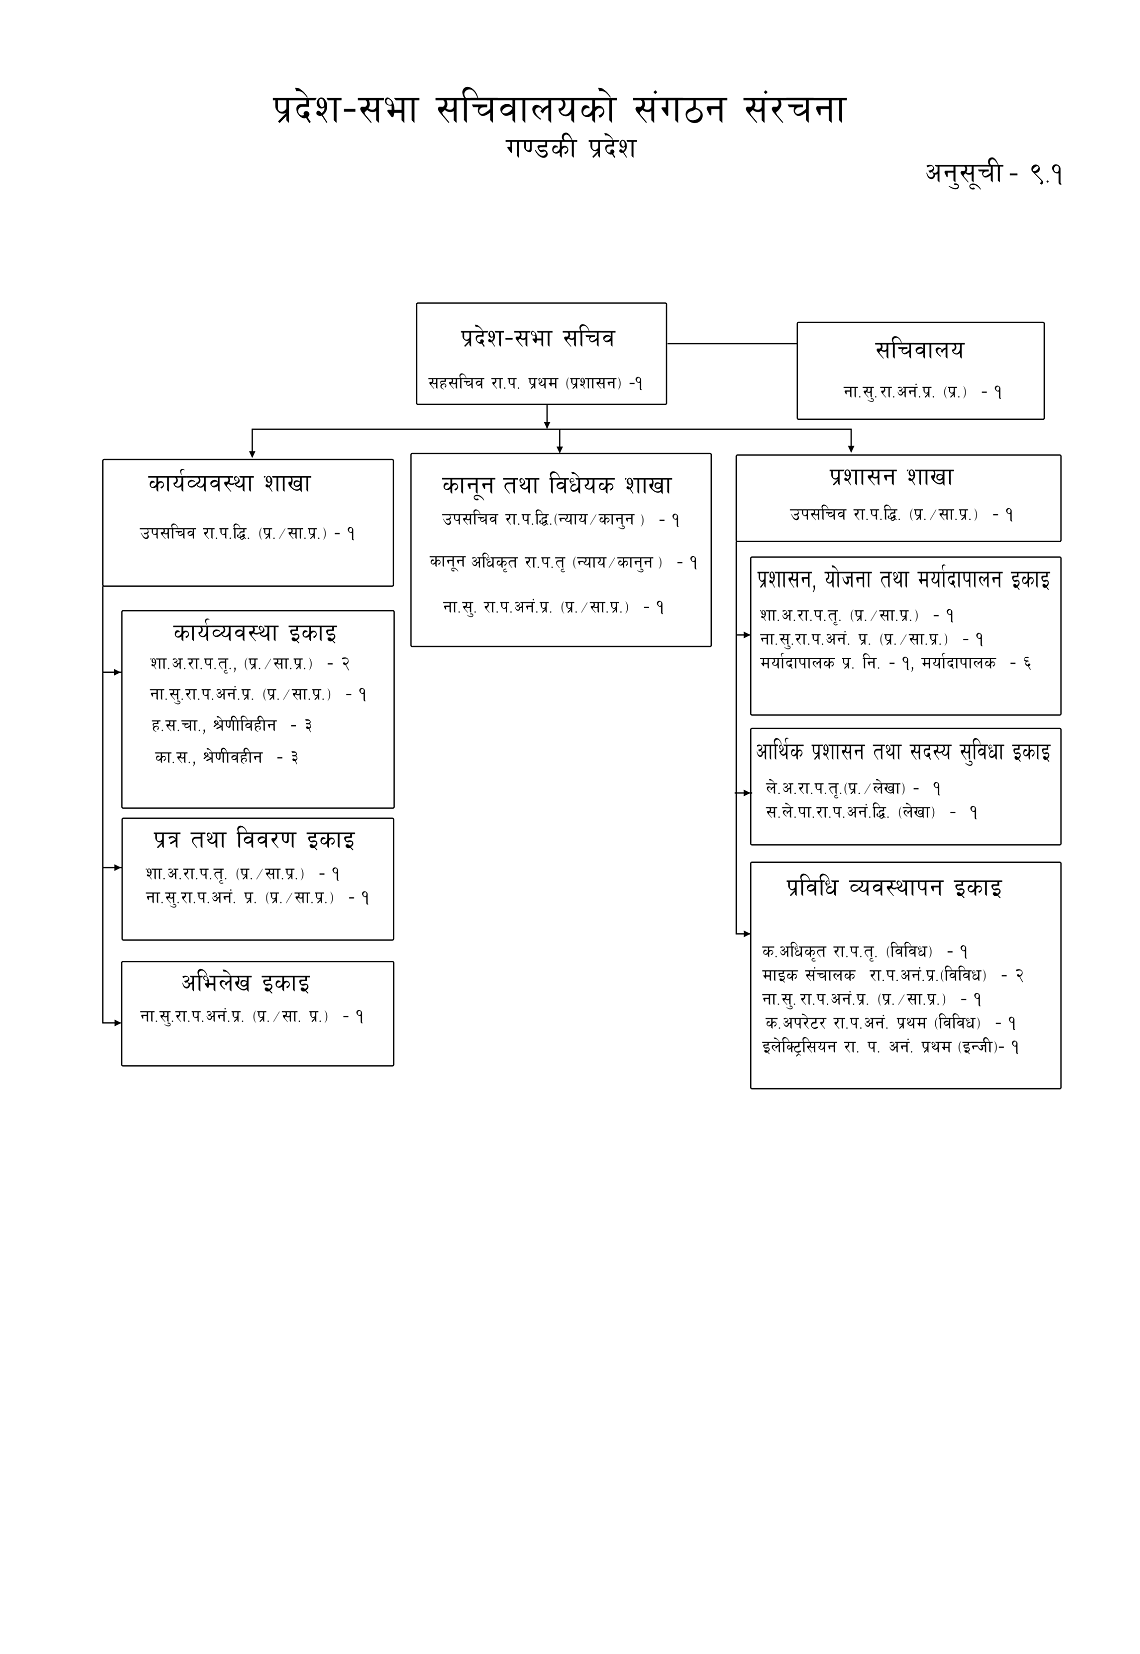 प्रदेश-सभा सचिवालयको संगठन संरचना
गण्डकी प्रदेश
अनुसूची - ९.१
प्रदेश-सभा सचिव
सहसचिव रा.प. प्रथम (प्रशासन) -१
सचिवालय
ना.सु.रा.अनं.प्र. (प्र.) - १
कार्यव्यवस्था शाखा
उपसचिव रा.प.द्धि. (प्र./सा.प्र.) - १
कार्यव्यवस्था इकाइ
शा.अ.रा.प.तृ., (प्र./सा.प्र.) - २
ना.सु.रा.प.अनं.प्र. (प्र./सा.प्र.) - १
ह.स.चा., श्रेणीविहीन - ३
का.स., श्रेणीवहीन - ३
प्रत्र तथा विवरण इकाइ
शा.अ.रा.प.तृ. (प्र./सा.प्र.) - १
ना.सु.रा.प.अनं. प्र. (प्र./सा.प्र.) - १
अभिलेख इकाइ
ना.सु.रा.प.अनं.प्र. (प्र./सा. प्र.) - १
कानून तथा विधेयक शाखा
उपसचिव रा.प.द्धि.(न्याय/कानुन ) - १
कानून अधिकृत रा.प.तृ (न्याय/कानुन ) - १
ना.सु. रा.प.अनं.प्र. (प्र./सा.प्र.) - १
प्रशासन शाखा
उपसचिव रा.प.द्धि. (प्र./सा.प्र.) - १
प्रशासन, योजना तथा मर्यादापालन इकाइ
शा.अ.रा.प.तृ. (प्र./सा.प्र.) - १
ना.सु.रा.प.अनं. प्र. (प्र./सा.प्र.) - १
मर्यादापालक प्र. नि. - १, मर्यादापालक - ६
आर्थिक प्रशासन तथा सदस्य सुविधा इकाइ
ले.अ.रा.प.तृ.(प्र./लेखा) - १
स.ले.पा.रा.प.अनं.द्धि. (लेखा) - १
प्रविधि व्यवस्थापन इकाइ
क.अधिकृत रा.प.तृ. (विविध) - १
माइक संचालक रा.प.अनं.प्र.(विविध) - २
ना.सु. रा.प.अनं.प्र. (प्र./सा.प्र.) - १
क.अपरेटर रा.प.अनं. प्रथम (विविध) - १
इलेक्ट्रिसियन रा. प. अनं. प्रथम (इन्जी)- १